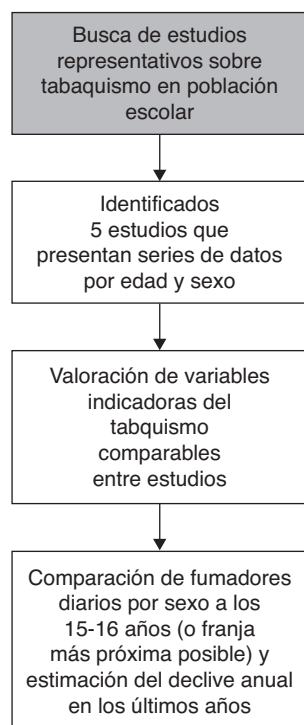 Busca de estudios
representativos sobre
tabaquismo en población
escolar
Identificados
5 estudios que
presentan series de datos
por edad y sexo
Valoración de variables
indicadoras del
tabquismo
comparables
entre estudios
Comparación de fumadores
diarios por sexo a los
15-16 años (o franja
más próxima posible) y
estimación del declive anual
en los últimos años